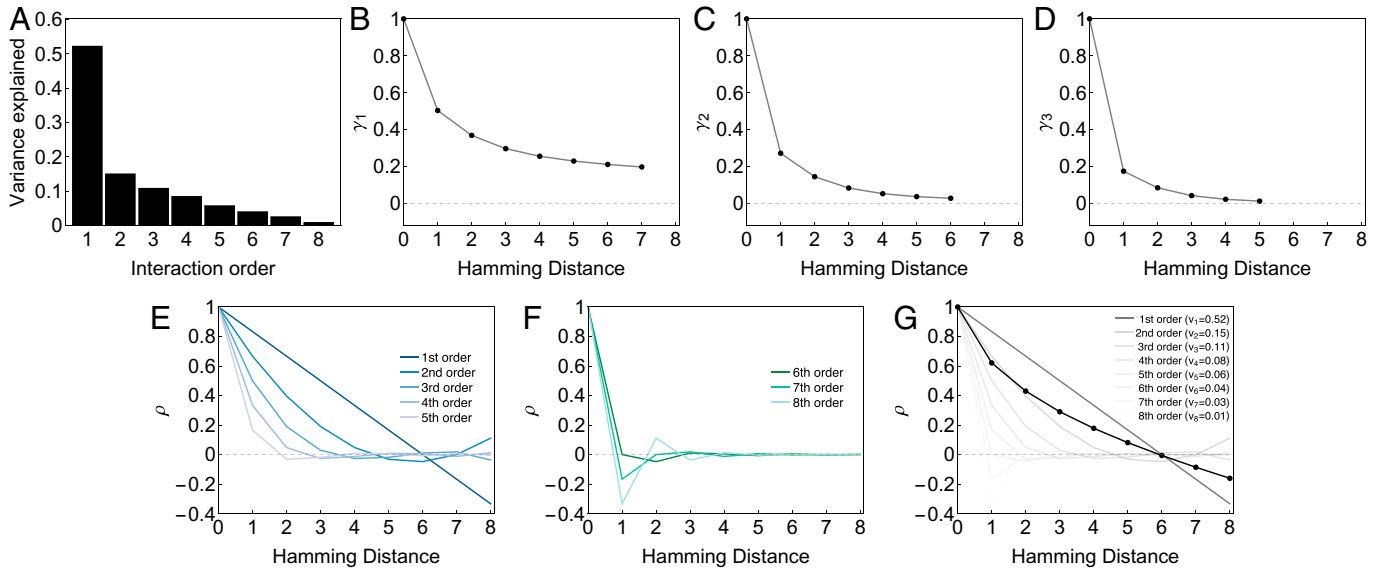 A
Variance explained
0.6
0.5
0.4
0.3
0.2
0.1
0
1 2 3 4 5 6 7 8
Interaction order
B
γ₁
1
0.8
0.6
0.4
0.2
0
0 1 2 3 4 5 6 7 8
Hamming Distance
C
γ₂
1
0.8
0.6
0.4
0.2
0
0 1 2 3 4 5 6 7 8
Hamming Distance
D
γ₃
1
0.8
0.6
0.4
0.2
0
0 1 2 3 4 5 6 7 8
Hamming Distance
E
ρ
1
0.8
0.6
0.4
0.2
0
−0.2
−0.4
0 1 2 3 4 5 6 7 8
Hamming Distance
1st order
2nd order
3rd order
4th order
5th order
F
ρ
1
0.8
0.6
0.4
0.2
0
−0.2
−0.4
0 1 2 3 4 5 6 7 8
Hamming Distance
6th order
7th order
8th order
G
ρ
1
0.8
0.6
0.4
0.2
0
−0.2
−0.4
0 1 2 3 4 5 6 7 8
Hamming Distance
1st order (v₁=0.52)
2nd order (v₂=0.15)
3rd order (v₃=0.11)
4th order (v₄=0.08)
5th order (v₅=0.06)
6th order (v₆=0.04)
7th order (v₇=0.03)
8th order (v₈=0.01)